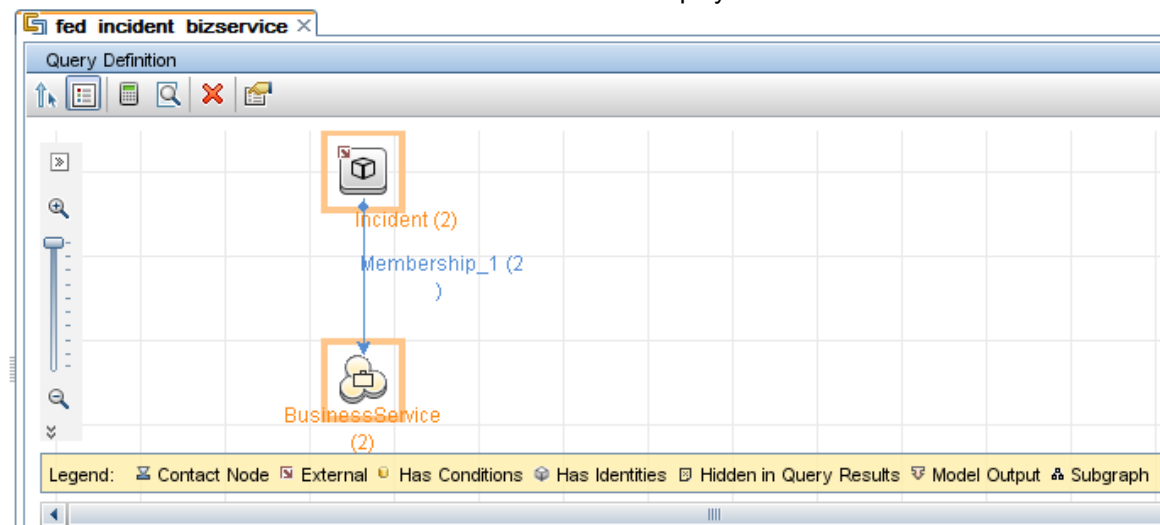 fed incident bizservice
Query Definition
Incident (2)
Membership_1 (2
)
BusinessService
(2)
Legend: Contact Node External Has Conditions Has Identities Hidden in Query Results Model Output Subgraph